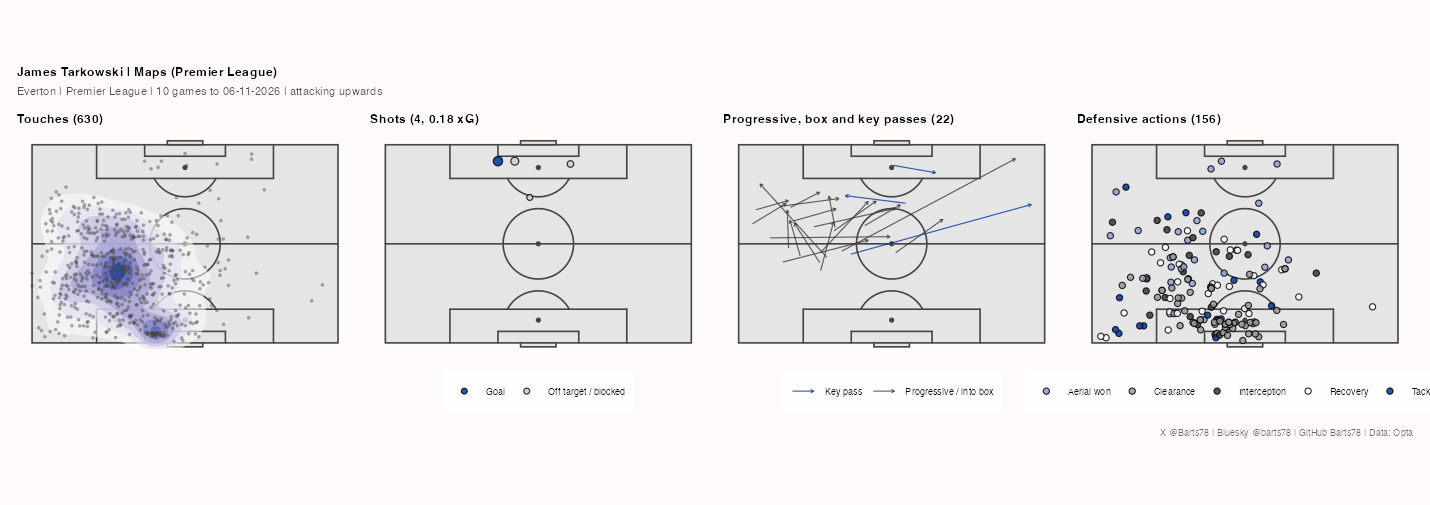 James Tarkowski | Maps (Premier League)
Everton | Premier League | 10 games to 06-11-2026 | attacking upwards
Touches (630)
Shots (4, 0.18 xG)
Progressive, box and key passes (22)
Defensive actions (156)
Goal
Off target / blocked
Key pass
Progressive / into box
Aerial won
Clearance
Interception
Recovery
Tack
X @Barts78 | Bluesky @barts78 | GitHub Barts78 | Data: Opta